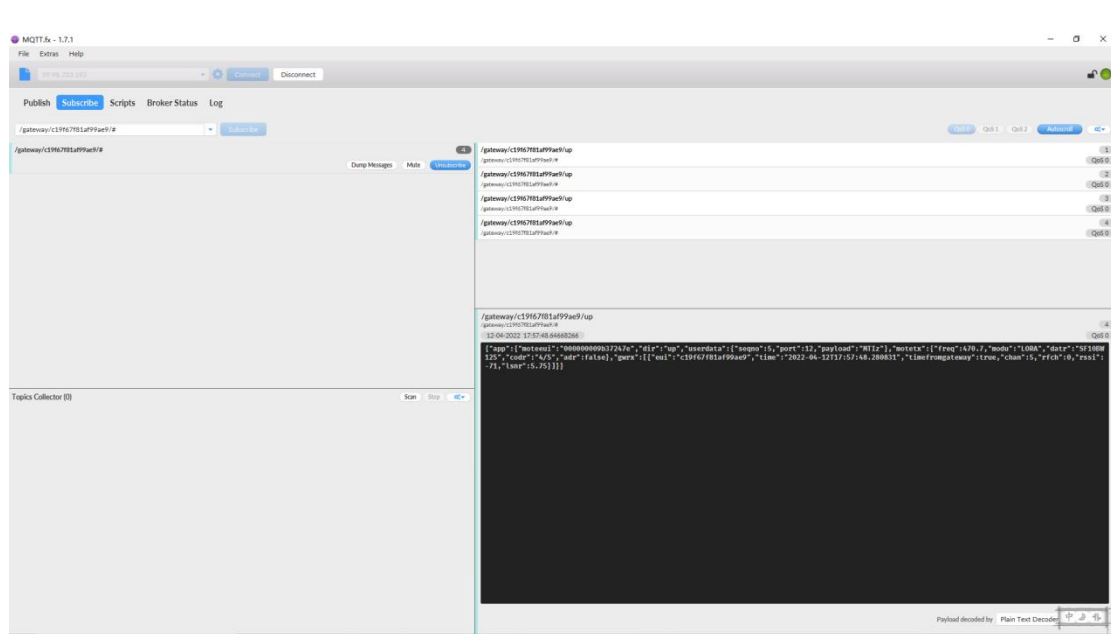 MQTT.fx - 1.7.1
File Extras Help
Connect Disconnect
Publish Subscribe Scripts Broker Status Log
/gateway/c19f67f81af99ae9/# Subscribe QoS 0 QoS 1 QoS 2 Autoscroll
/gateway/c19f67f81af99ae9/# 4
Dump Messages Mute Unsubscribe
/gateway/c19f67f81af99ae9/up 1
/gateway/c19f67f81af99ae9/# QoS 0
/gateway/c19f67f81af99ae9/up 2
/gateway/c19f67f81af99ae9/# QoS 0
/gateway/c19f67f81af99ae9/up 3
/gateway/c19f67f81af99ae9/# QoS 0
/gateway/c19f67f81af99ae9/up 4
/gateway/c19f67f81af99ae9/# QoS 0
/gateway/c19f67f81af99ae9/up
/gateway/c19f67f81af99ae9/# 4
12-04-2022 17:57:48.64668266 QoS 0
{"app":{"moteeui":"000000009b37247e","dir":"up","userdata":{"seqno":5,"port":12,"payload":"MTIz"},"motetx":{"freq":470.7,"modu":"LORA","datr":"SF10BW
125","codr":"4/5","adr":false},"gwrx":[{"eui":"c19f67f81af99ae9","time":"2022-04-12T17:57:48.280831","timefromgateway":true,"chan":5,"rfch":0,"rssi":
-71,"lsnr":5.75}]}}
Topics Collector (0) Scan Stop
Payload decoded by Plain Text Decoder
中